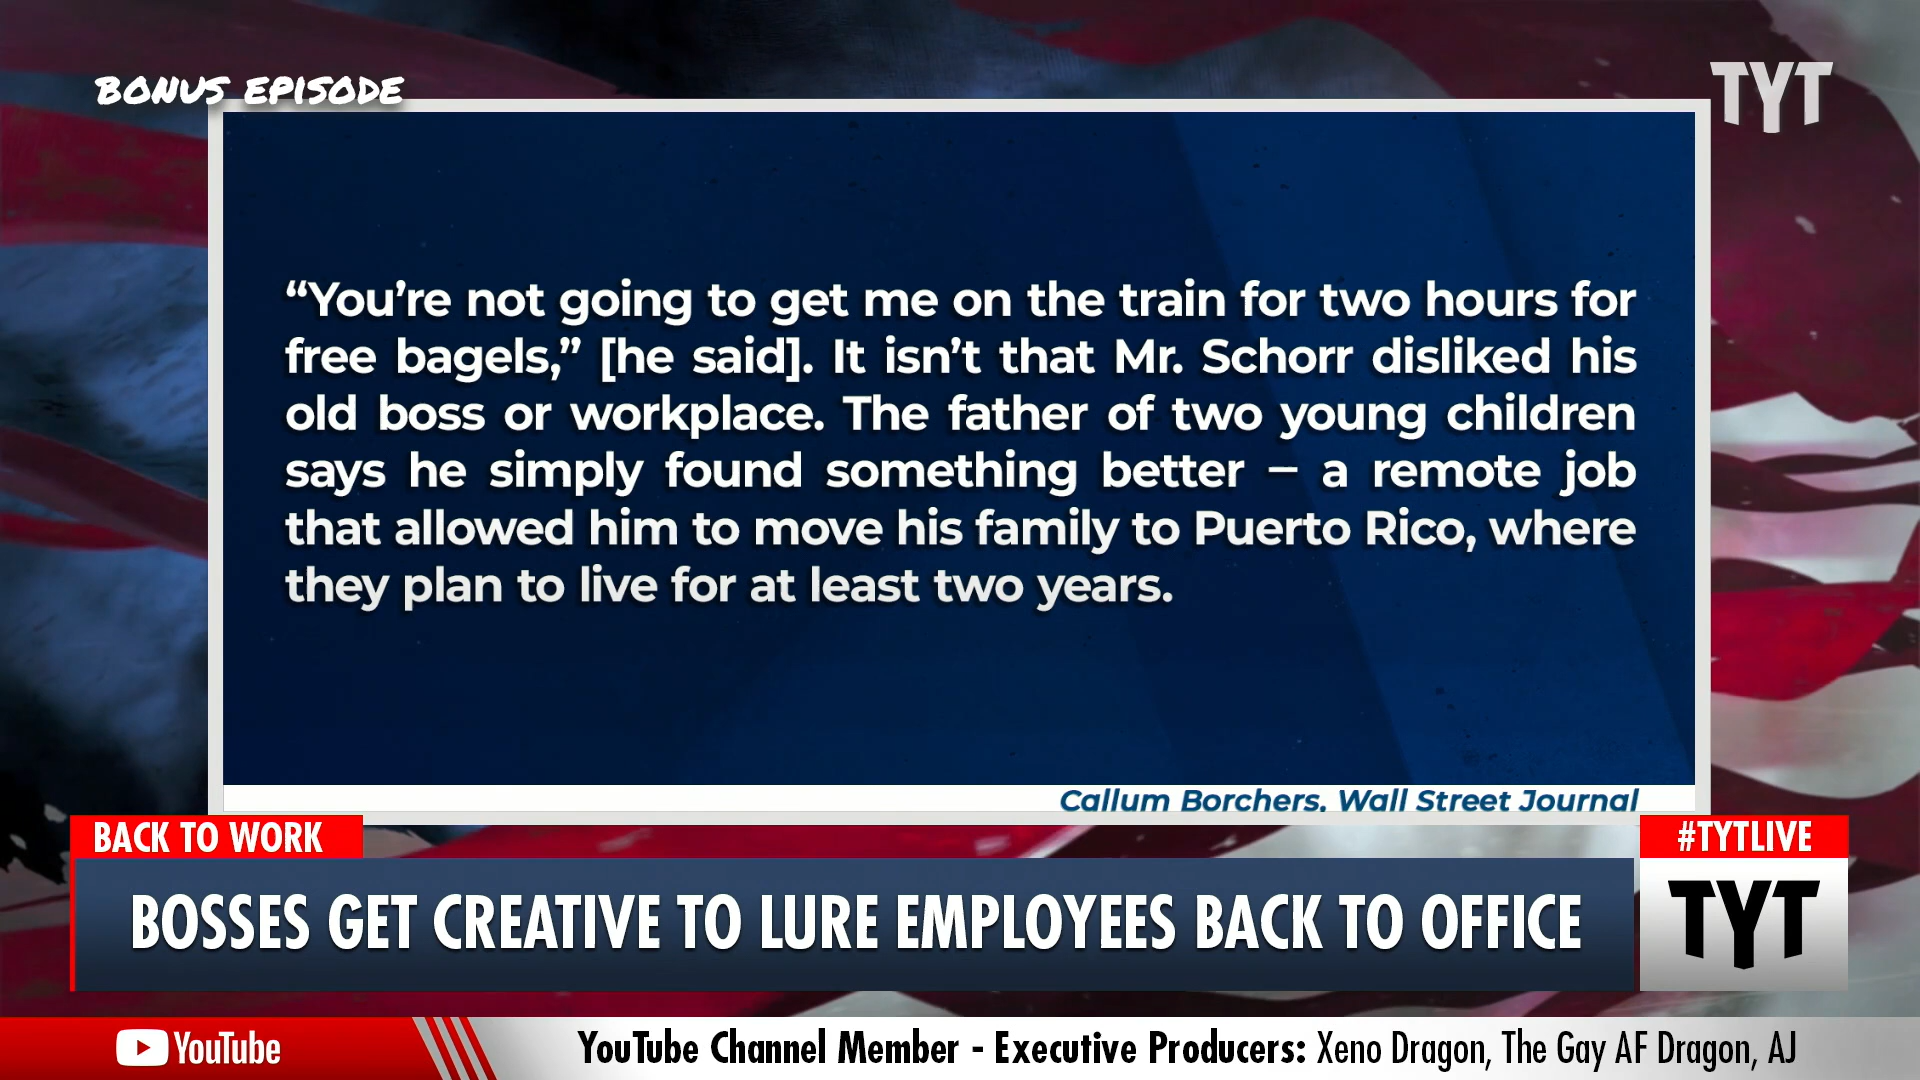 BONUS EPISODE
TYT
“You’re not going to get me on the train for two hours for
free bagels,” [he said]. It isn’t that Mr. Schorr disliked his
old boss or workplace. The father of two young children
says he simply found something better – a remote job
that allowed him to move his family to Puerto Rico, where
they plan to live for at least two years.
Callum Borchers, Wall Street Journal
BACK TO WORK
#TYTLIVE
BOSSES GET CREATIVE TO LURE EMPLOYEES BACK TO OFFICE
TYT
YouTube
YouTube Channel Member - Executive Producers: Xeno Dragon, The Gay AF Dragon, AJ